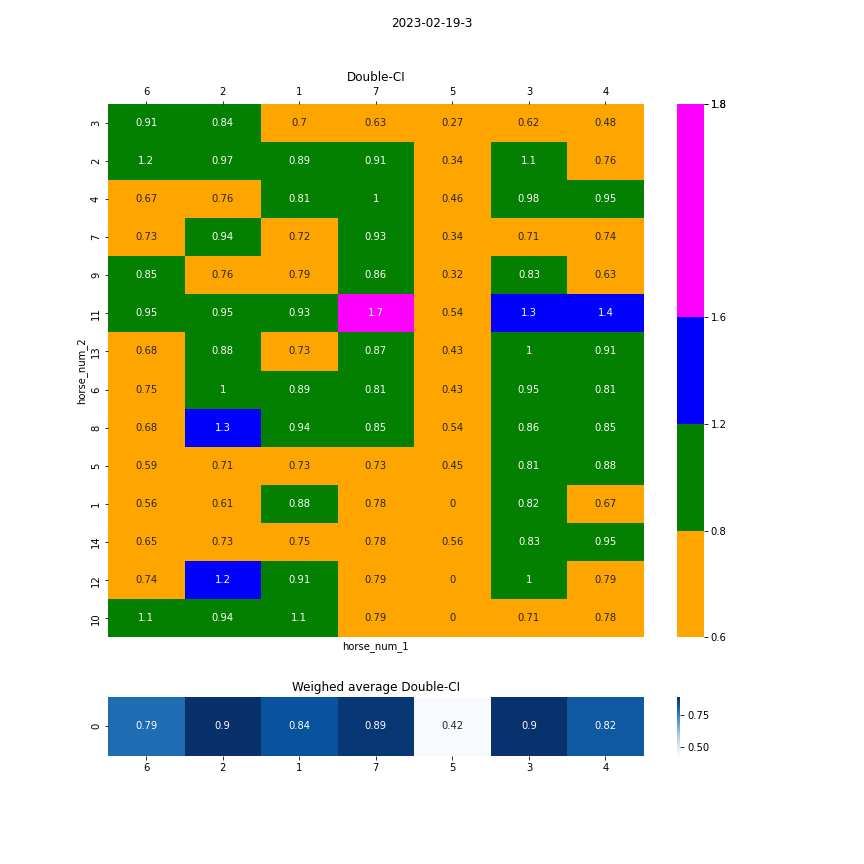 2023-02-19-3
Double-CI
6 2 1 7 5 3 4
3 0.91 0.84 0.7 0.63 0.27 0.62 0.48
2 1.2 0.97 0.89 0.91 0.34 1.1 0.76
4 0.67 0.76 0.81 1 0.46 0.98 0.95
7 0.73 0.94 0.72 0.93 0.34 0.71 0.74
9 0.85 0.76 0.79 0.86 0.32 0.83 0.63
11 0.95 0.95 0.93 1.7 0.54 1.3 1.4
13 0.68 0.88 0.73 0.87 0.43 1 0.91
6 0.75 1 0.89 0.81 0.43 0.95 0.81
8 0.68 1.3 0.94 0.85 0.54 0.86 0.85
5 0.59 0.71 0.73 0.73 0.45 0.81 0.88
1 0.56 0.61 0.88 0.78 0 0.82 0.67
14 0.65 0.73 0.75 0.78 0.56 0.83 0.95
12 0.74 1.2 0.91 0.79 0 1 0.79
10 1.1 0.94 1.1 0.79 0 0.71 0.78
horse_num_2
horse_num_1
1.8
1.6
1.2
0.8
0.6
Weighed average Double-CI
0 0.79 0.9 0.84 0.89 0.42 0.9 0.82
6 2 1 7 5 3 4
0.75
0.50